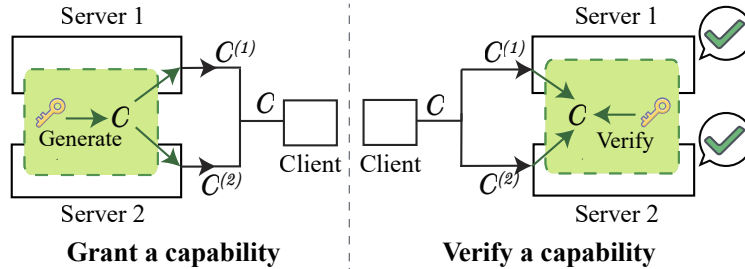 Server 1
C(1)
C
C
Generate
Client
C(2)
Server 2
Grant a capability
Server 1
C(1)
C
C
Verify
Client
C(2)
Server 2
Verify a capability